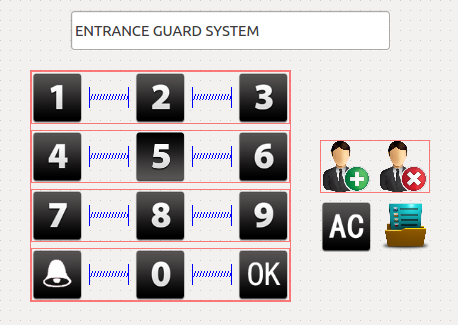 ENTRANCE GUARD SYSTEM
1 2 3
4 5 6
7 8 9
AC
0 OK